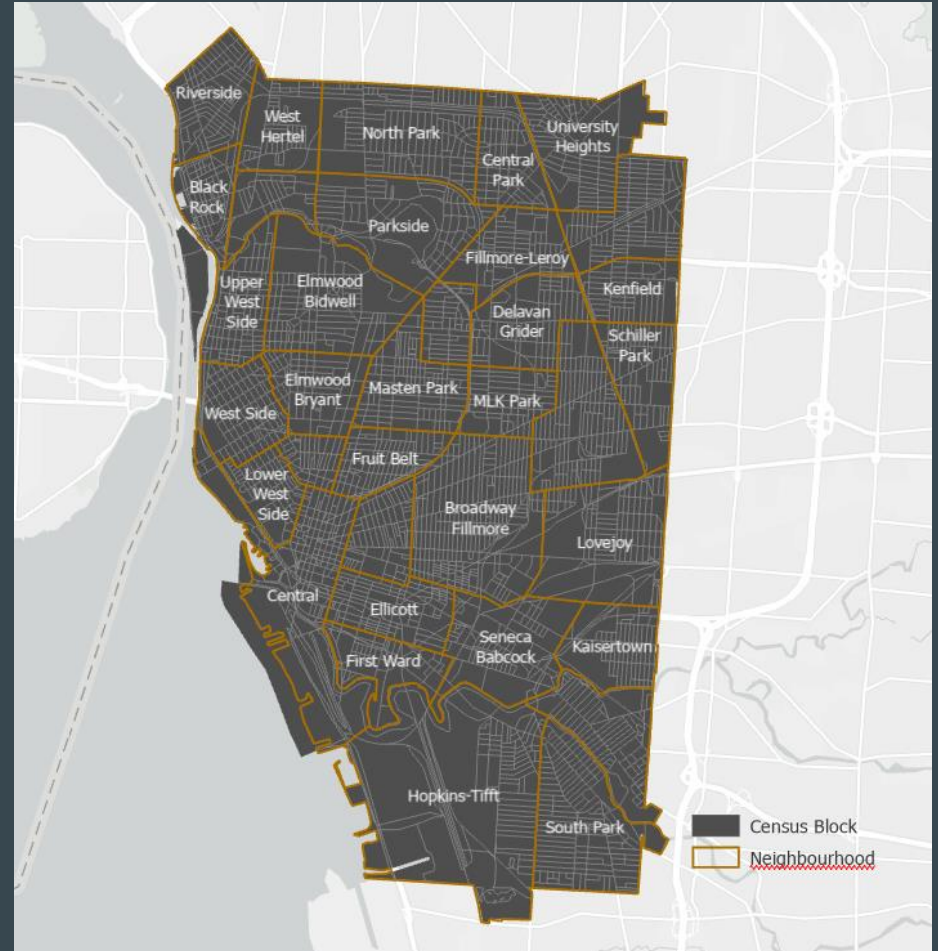 Riverside
West
Hertel
North Park
University
Heights
Central
Park
Black
Rock
Parkside
Fillmore-Leroy
Upper
West
Side
Elmwood
Bidwell
Kenfield
Delavan
Grider
Schiller
Park
Elmwood
Bryant
Masten Park
MLK Park
West Side
Fruit Belt
Lower
West
Side
Broadway
Fillmore
Lovejoy
Central
Ellicott
Seneca
Babcock
Kaisertown
First Ward
Hopkins-Tifft
South Park
Census Block
Neighbourhood